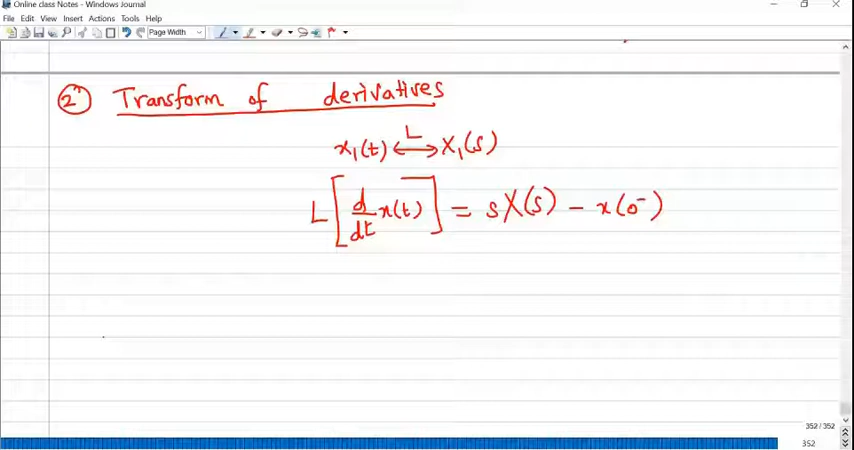 Online class Notes - Windows Journal
File Edit View Insert Actions Tools Help
Page Width
2 Transform of derivatives
x₁(t) ⟷ᴸ X₁(s)
L[d/dt x(t)] = sX(s) − x(0⁻)
352 / 352
352